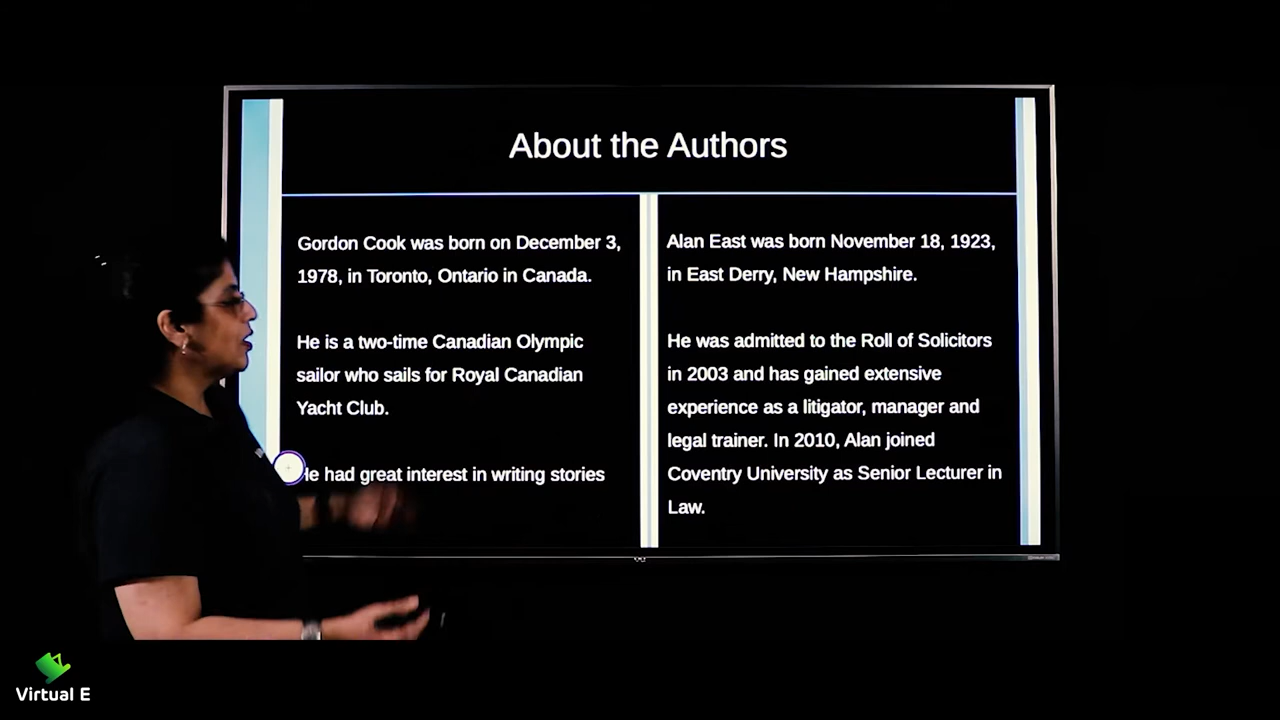 About the Authors
Gordon Cook was born on December 3,
1978, in Toronto, Ontario in Canada.
He is a two-time Canadian Olympic
sailor who sails for Royal Canadian
Yacht Club.
He had great interest in writing stories
Alan East was born November 18, 1923,
in East Derry, New Hampshire.
He was admitted to the Roll of Solicitors
in 2003 and has gained extensive
experience as a litigator, manager and
legal trainer. In 2010, Alan joined
Coventry University as Senior Lecturer in
Law.
Virtual E